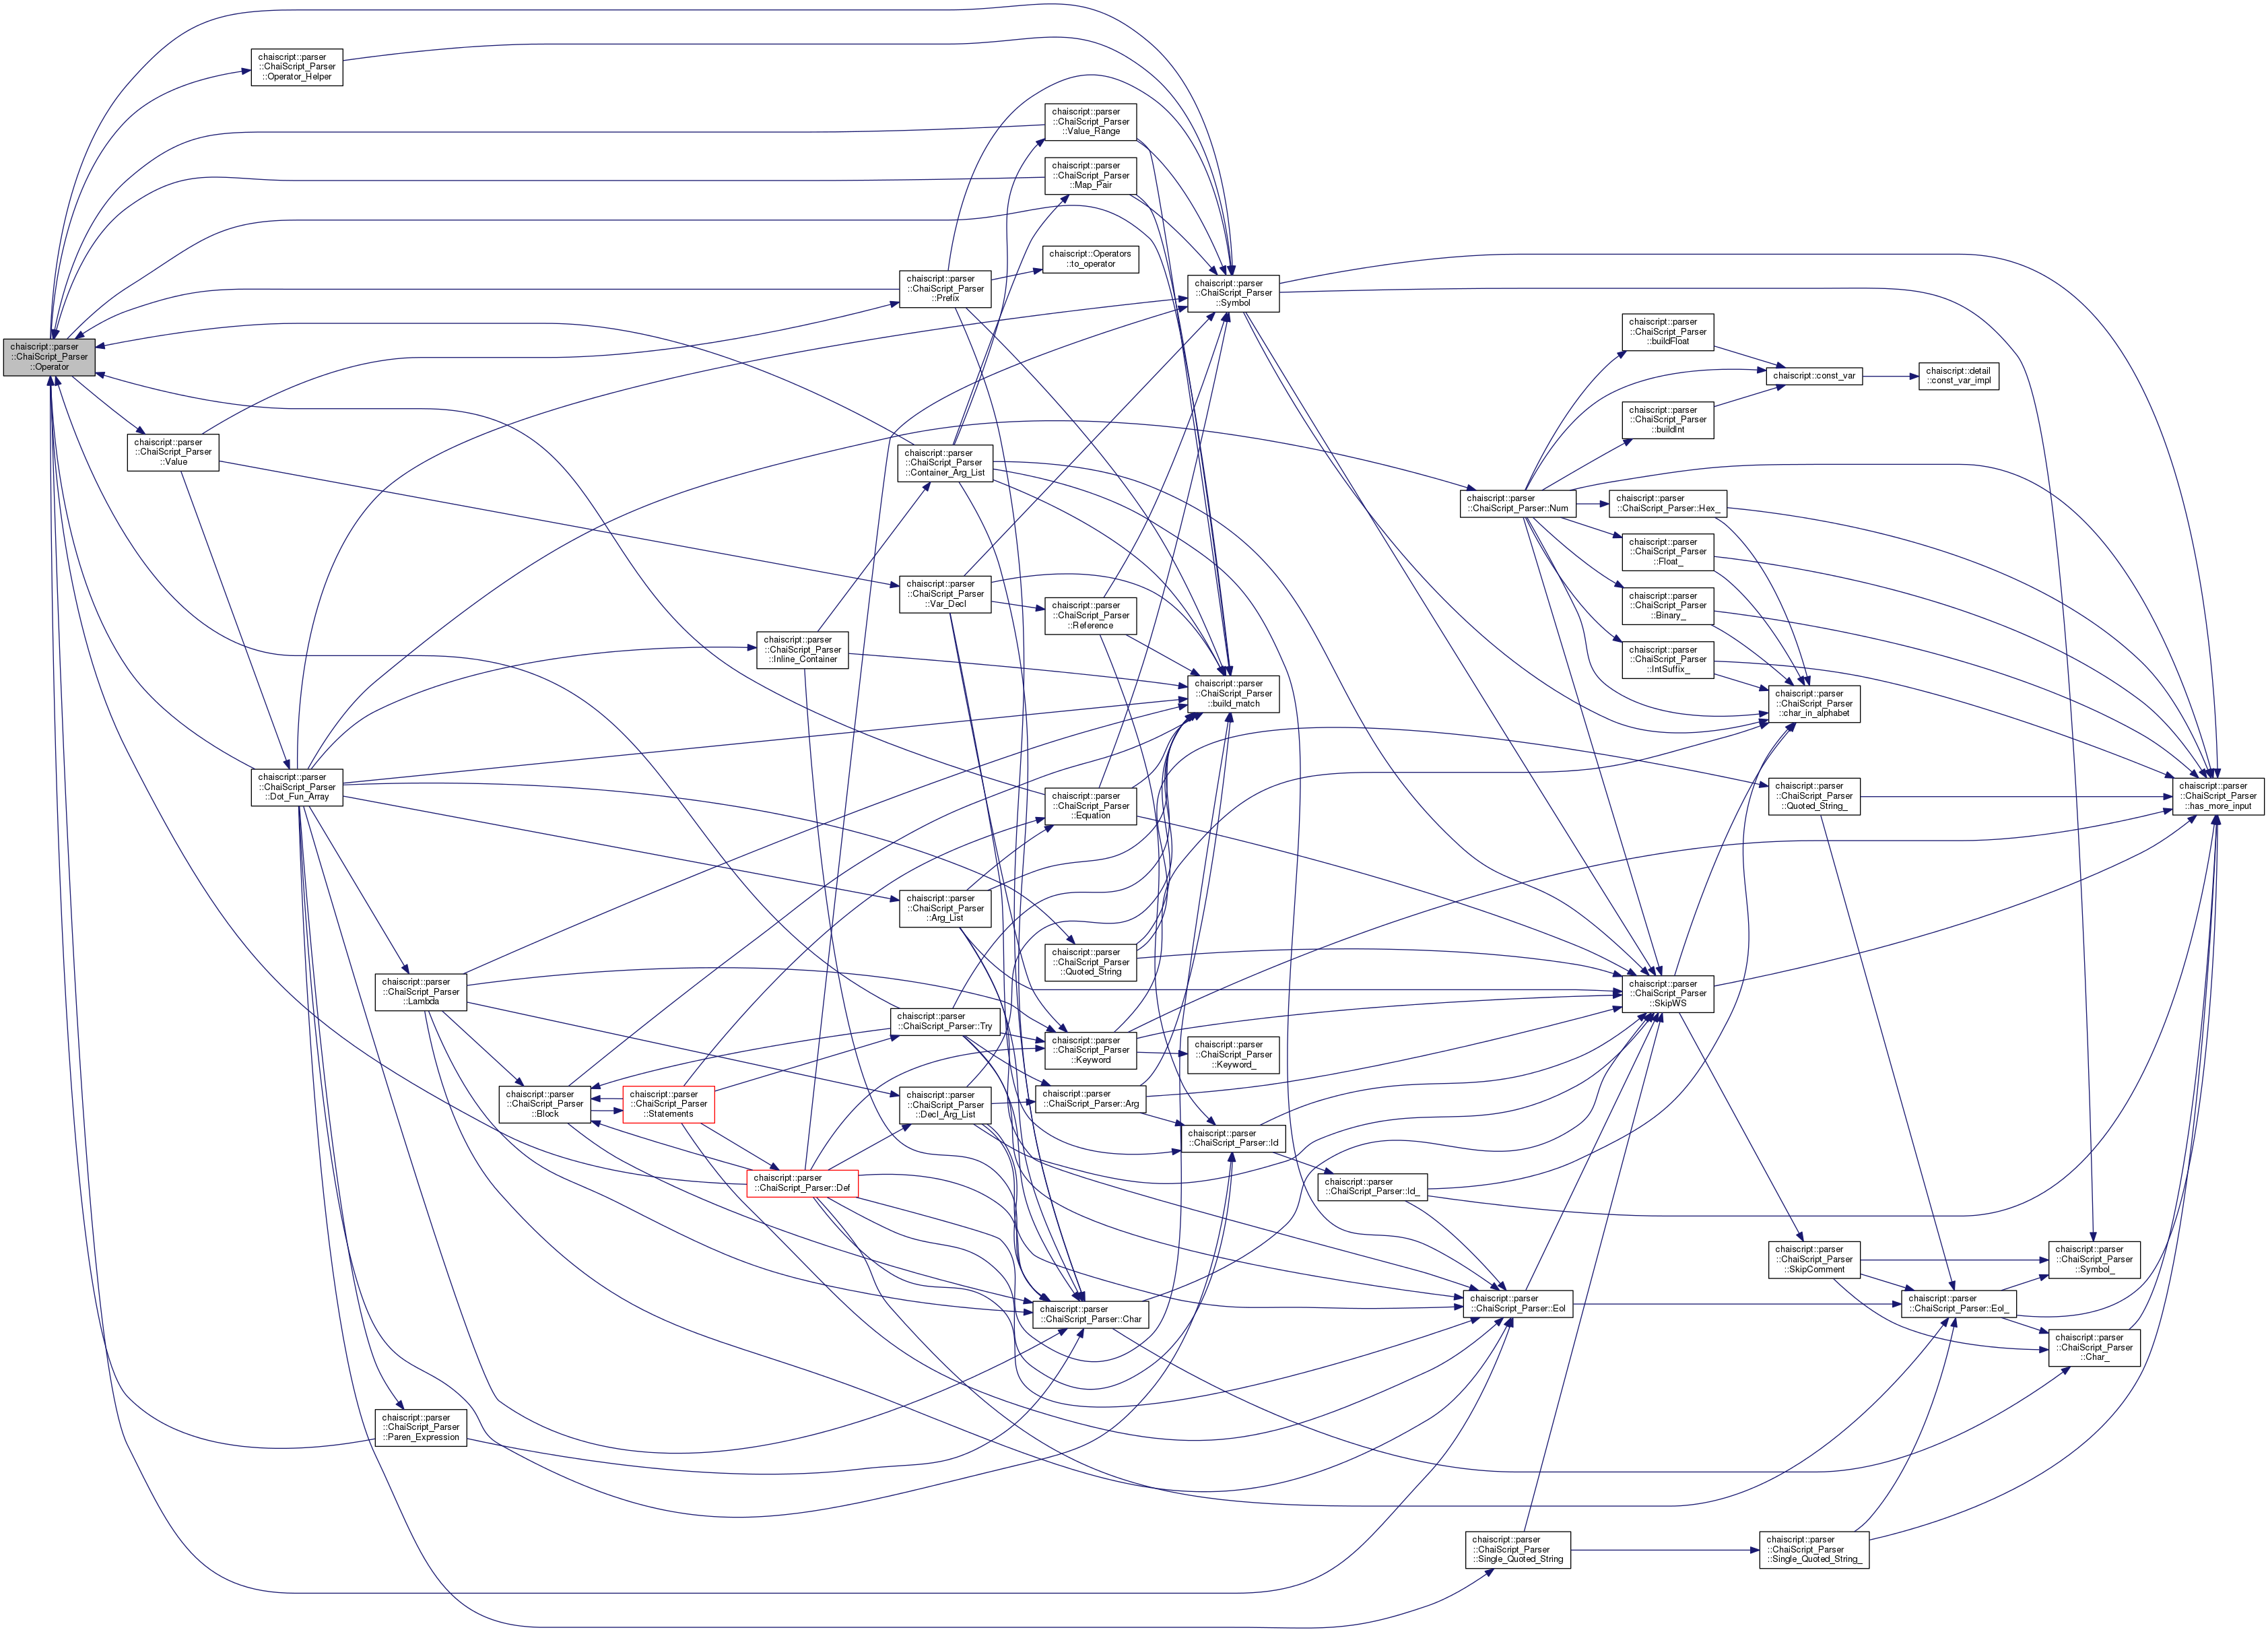 chaiscript::parser
::ChaiScript_Parser
::Operator
chaiscript::parser
::ChaiScript_Parser
::Operator_Helper
chaiscript::parser
::ChaiScript_Parser
::Value
chaiscript::parser
::ChaiScript_Parser
::Dot_Fun_Array
chaiscript::parser
::ChaiScript_Parser
::Lambda
chaiscript::parser
::ChaiScript_Parser
::Paren_Expression
chaiscript::parser
::ChaiScript_Parser
::Block
chaiscript::parser
::ChaiScript_Parser
::Statements
chaiscript::parser
::ChaiScript_Parser
::Inline_Container
chaiscript::parser
::ChaiScript_Parser::Def
chaiscript::parser
::ChaiScript_Parser
::Prefix
chaiscript::parser
::ChaiScript_Parser
::Container_Arg_List
chaiscript::parser
::ChaiScript_Parser
::Var_Decl
chaiscript::parser
::ChaiScript_Parser
::Arg_List
chaiscript::parser
::ChaiScript_Parser::Try
chaiscript::parser
::ChaiScript_Parser
::Decl_Arg_List
chaiscript::parser
::ChaiScript_Parser
::Value_Range
chaiscript::parser
::ChaiScript_Parser
::Map_Pair
chaiscript::Operators
::to_operator
chaiscript::parser
::ChaiScript_Parser
::Reference
chaiscript::parser
::ChaiScript_Parser
::Equation
chaiscript::parser
::ChaiScript_Parser
::Quoted_String
chaiscript::parser
::ChaiScript_Parser
::Keyword
chaiscript::parser
::ChaiScript_Parser::Arg
chaiscript::parser
::ChaiScript_Parser::Char
chaiscript::parser
::ChaiScript_Parser
::Symbol
chaiscript::parser
::ChaiScript_Parser
::build_match
chaiscript::parser
::ChaiScript_Parser
::Keyword_
chaiscript::parser
::ChaiScript_Parser::Id
chaiscript::parser
::ChaiScript_Parser::Id_
chaiscript::parser
::ChaiScript_Parser::Num
chaiscript::parser
::ChaiScript_Parser::Eol
chaiscript::parser
::ChaiScript_Parser
::Single_Quoted_String
chaiscript::parser
::ChaiScript_Parser
::buildFloat
chaiscript::parser
::ChaiScript_Parser
::buildInt
chaiscript::parser
::ChaiScript_Parser::Hex_
chaiscript::parser
::ChaiScript_Parser
::Float_
chaiscript::parser
::ChaiScript_Parser
::Binary_
chaiscript::parser
::ChaiScript_Parser
::IntSuffix_
chaiscript::parser
::ChaiScript_Parser
::SkipWS
chaiscript::const_var
chaiscript::parser
::ChaiScript_Parser
::char_in_alphabet
chaiscript::parser
::ChaiScript_Parser
::Quoted_String_
chaiscript::parser
::ChaiScript_Parser
::SkipComment
chaiscript::parser
::ChaiScript_Parser
::Single_Quoted_String_
chaiscript::detail
::const_var_impl
chaiscript::parser
::ChaiScript_Parser::Eol_
chaiscript::parser
::ChaiScript_Parser
::Symbol_
chaiscript::parser
::ChaiScript_Parser
::Char_
chaiscript::parser
::ChaiScript_Parser
::has_more_input